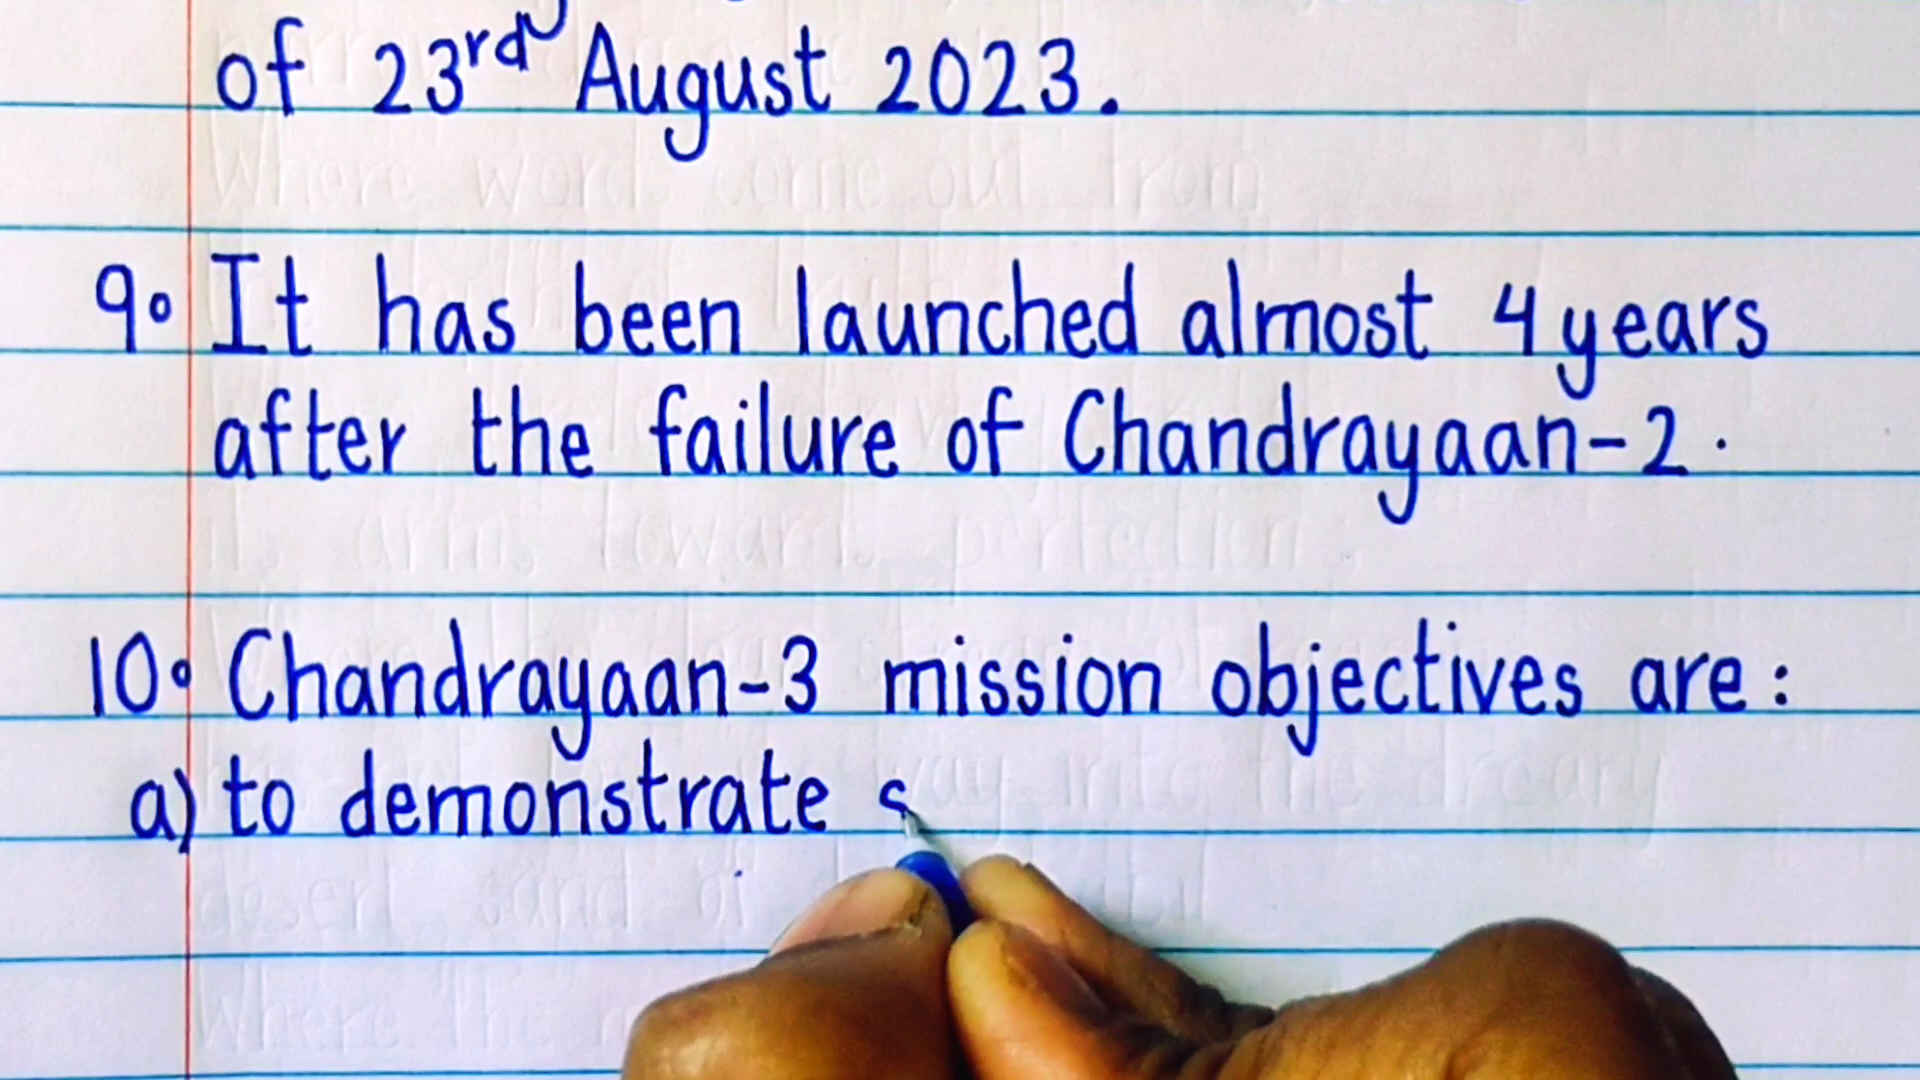 of 23rd August 2023.
9. It has been launched almost 4 years
after the failure of Chandrayaan-2.
10. Chandrayaan-3 mission objectives are:
a) to demonstrate s